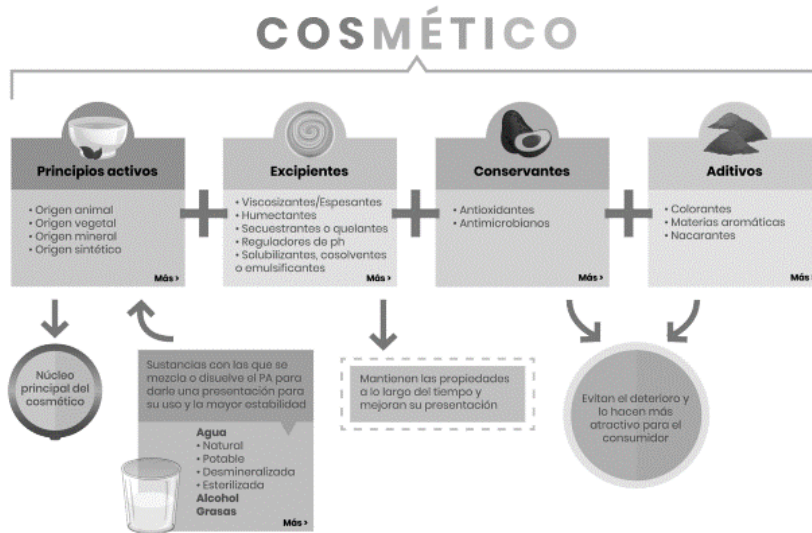 COSMÉTICO
Principios activos
• Origen animal
• Origen vegetal
• Origen mineral
• Origen sintético
Más >
Excipientes
• Viscosizantes/Espesantes
• Humectantes
• Secuestrantes o quelantes
• Reguladores de ph
• Solubilizantes, cosolventes
o emulsificantes
Más >
Conservantes
• Antioxidantes
• Antimicrobianos
Más >
Aditivos
• Colorantes
• Materias aromáticas
• Nacarantes
Más >
Núcleo
principal del
cosmético
Sustancias con las que se
mezcla o disuelve el PA para
darle una presentación para
su uso y la mayor estabilidad
Agua
• Natural
• Potable
• Desmineralizada
• Esterilizada
Alcohol
Grasas
Más >
Mantienen las propiedades
a lo largo del tiempo y
mejoran su presentación
Evitan el deterioro y
lo hacen más
atractivo para el
consumidor